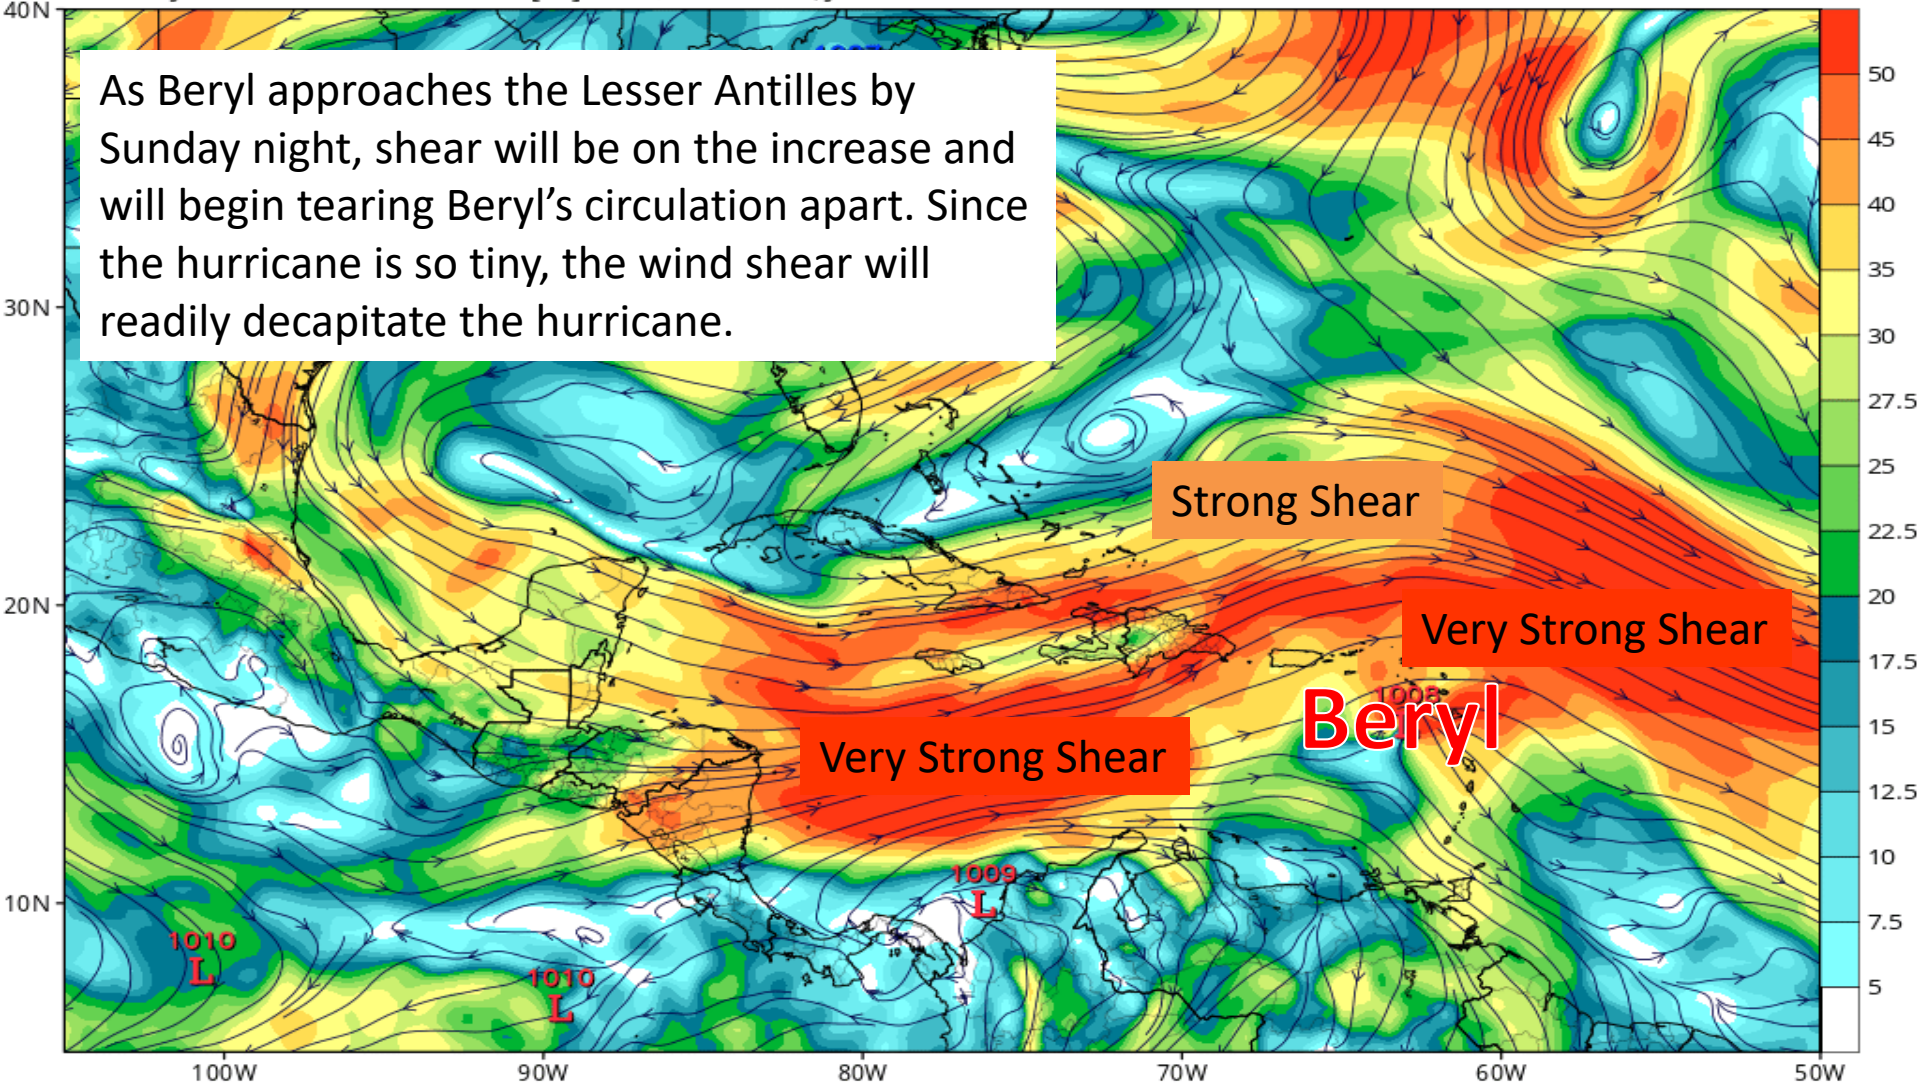 40N
As Beryl approaches the Lesser Antilles by
Sunday night, shear will be on the increase and
will begin tearing Beryl’s circulation apart. Since
the hurricane is so tiny, the wind shear will
readily decapitate the hurricane.
50
45
40
35
30N
30
27.5
25
Strong Shear
22.5
20N
20
Very Strong Shear
17.5
1008
Beryl
15
Very Strong Shear
12.5
10
1009
L
10N
7.5
1010
L
1010
L
5
100W
90W
80W
70W
60W
50W